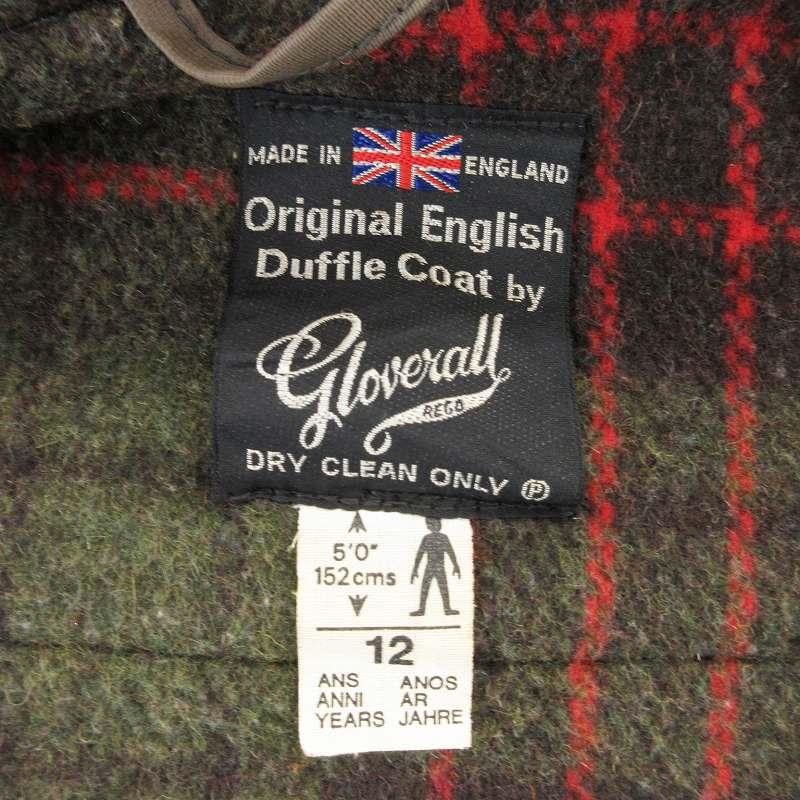 MADE IN ENGLAND
Original English
Duffle Coat by
Gloverall
REGD
DRY CLEAN ONLY Ⓟ
5'0"
152cms
12
ANS ANOS
ANNI AR
YEARS JAHRE